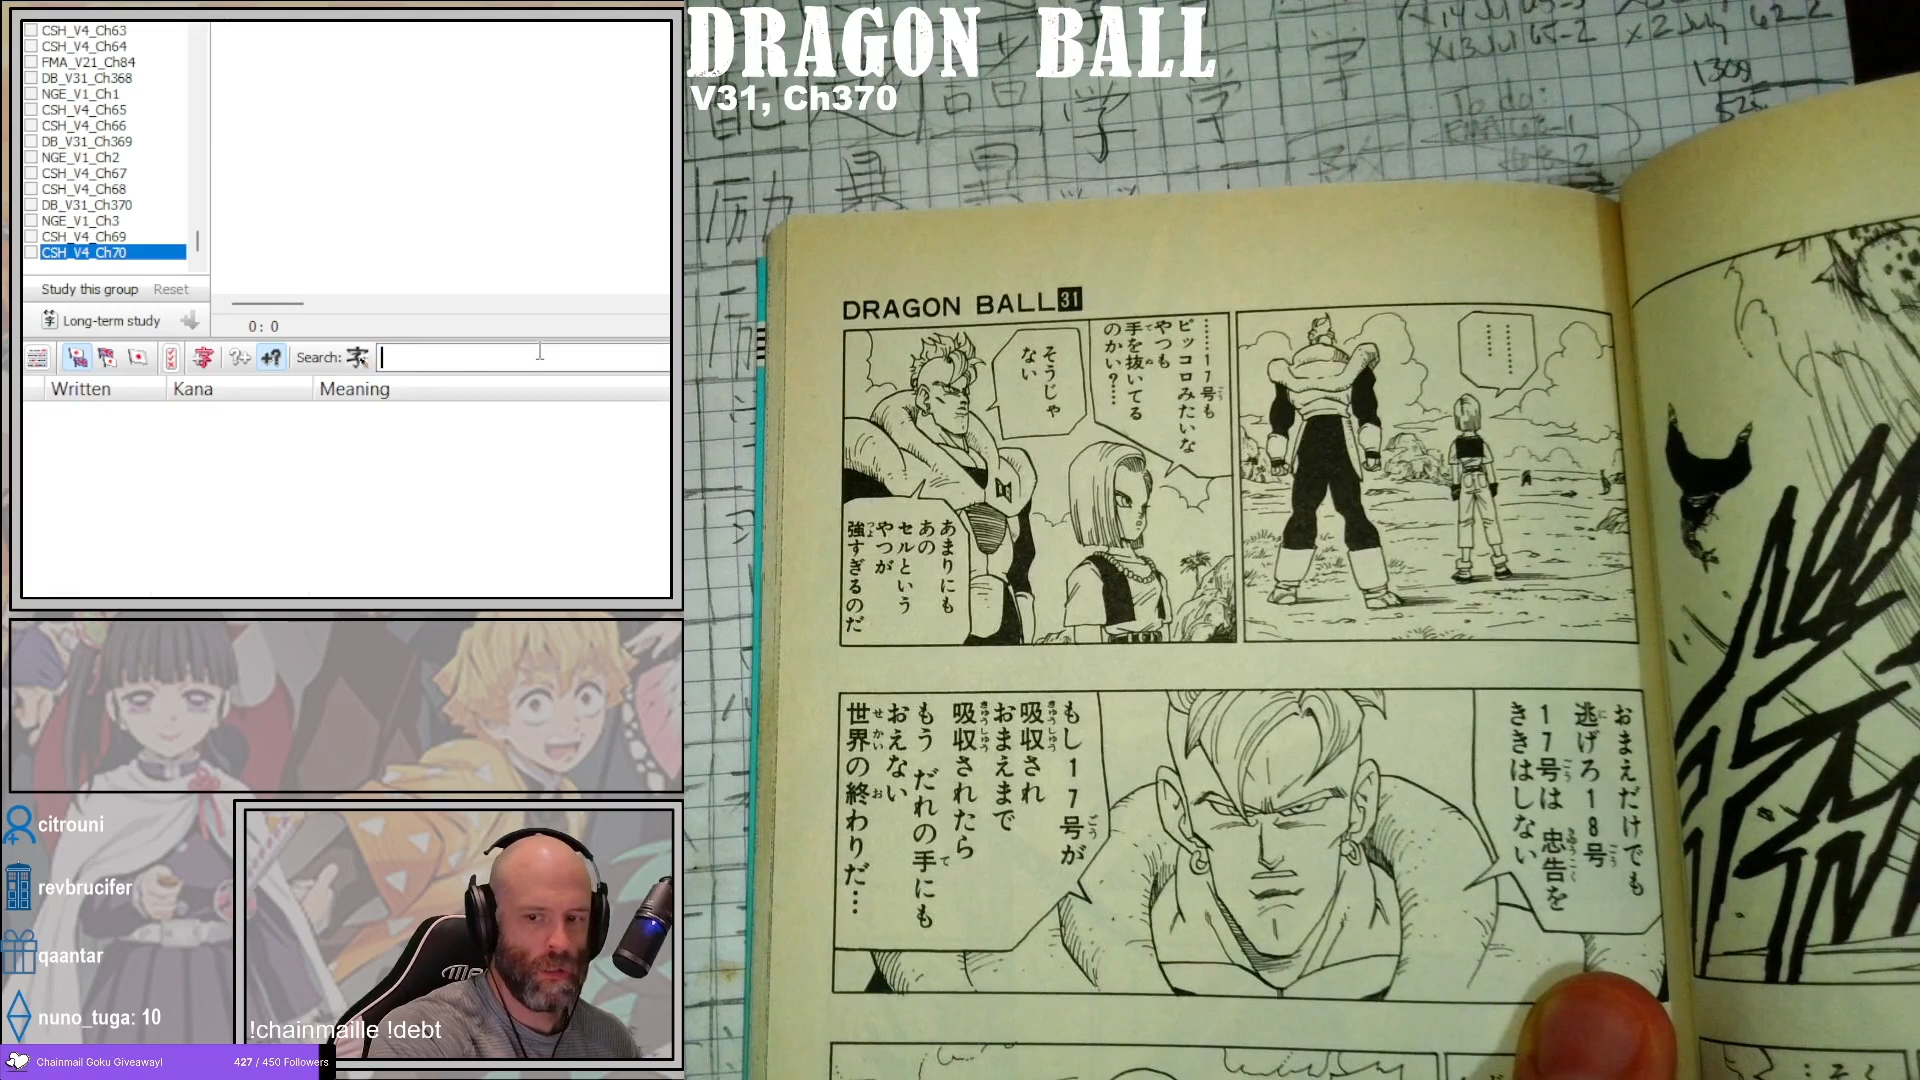 CSH_V4_Ch63
CSH_V4_Ch64
FMA_V21_Ch84
DB_V31_Ch368
NGE_V1_Ch1
CSH_V4_Ch65
CSH_V4_Ch66
DB_V31_Ch369
NGE_V1_Ch2
CSH_V4_Ch67
CSH_V4_Ch68
DB_V31_Ch370
NGE_V1_Ch3
CSH_V4_Ch69
CSH_V4_Ch70
Study this group Reset
Long-term study
0: 0
Search:
Written Kana Meaning
citrouni
revbrucifer
qaantar
nuno_tuga: 10
!chainmaille !debt
Chainmail Goku Giveaway!
427 / 450 Followers
DRAGON BALL
V31, Ch370
To do:
DRAGON BALL 31
………
………
……17号も
ピッコロみたいな
やつも
手を抜いてる
のかい?……
そうじゃ
ない
あまりにも
あの
セルという
やつが
強すぎるのだ
おまえだけでも
逃げろ18号
17号は 忠告を
ききはしない
もし17号が
吸収され
おまえまで
吸収されたら
もう だれの手にも
おえない
世界の終わりだ…